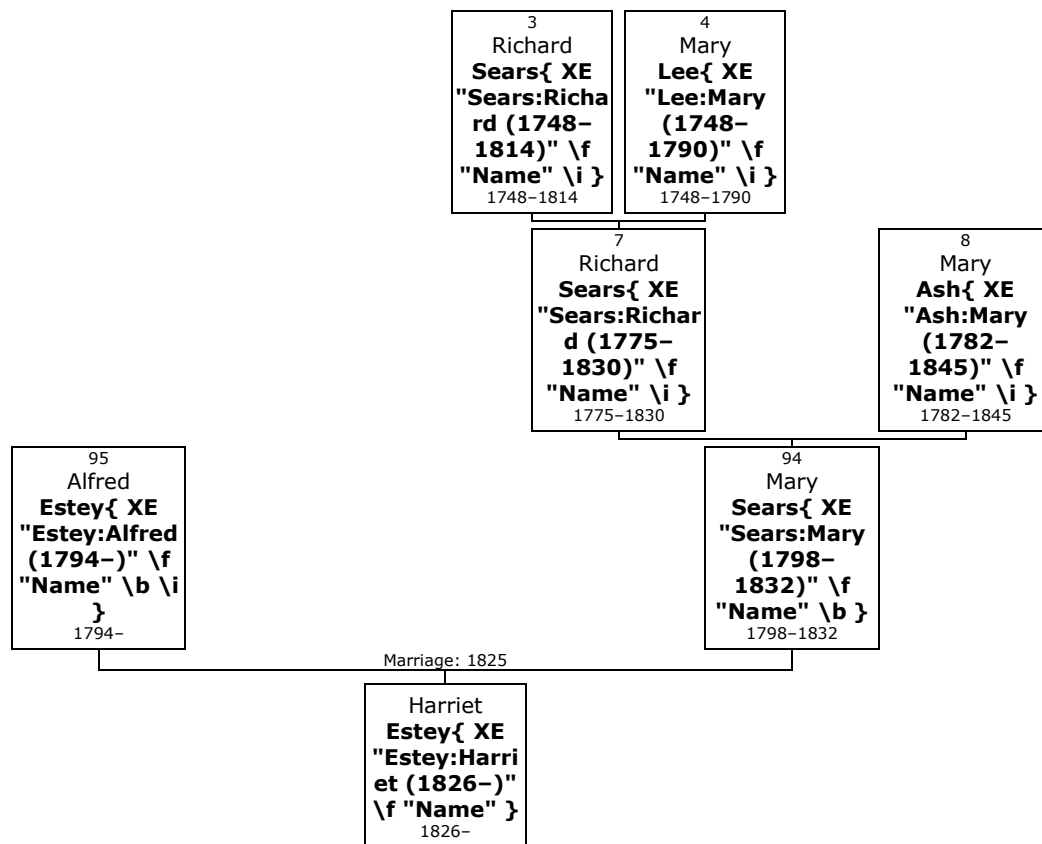 3
Richard
Sears{ XE
"Sears:Richa
rd (1748–
1814)" \f
"Name" \i }
1748–1814
4
Mary
Lee{ XE
"Lee:Mary
(1748–
1790)" \f
"Name" \i }
1748–1790
7
Richard
Sears{ XE
"Sears:Richar
d (1775–
1830)" \f
"Name" \i }
1775–1830
8
Mary
Ash{ XE
"Ash:Mary
(1782–
1845)" \f
"Name" \i }
1782–1845
95
Alfred
Estey{ XE
"Estey:Alfred
(1794–)" \f
"Name" \b \i
}
1794–
94
Mary
Sears{ XE
"Sears:Mary
(1798–
1832)" \f
"Name" \b }
1798–1832
Marriage: 1825
Harriet
Estey{ XE
"Estey:Harri
et (1826–)"
\f "Name" }
1826–